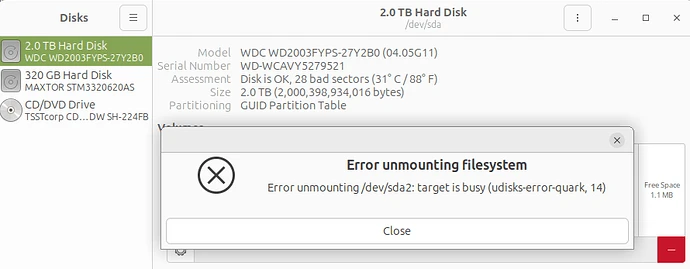 Disks
2.0 TB Hard Disk
/dev/sda
2.0 TB Hard Disk
WDC WD2003FYPS-27Y2B0
320 GB Hard Disk
MAXTOR STM3320620AS
CD/DVD Drive
TSSTcorp CD…DW SH-224FB
Model WDC WD2003FYPS-27Y2B0 (04.05G11)
Serial Number WD-WCAVY5279521
Assessment Disk is OK, 28 bad sectors (31° C / 88° F)
Size 2.0 TB (2,000,398,934,016 bytes)
Partitioning GUID Partition Table
Error unmounting filesystem
Error unmounting /dev/sda2: target is busy (udisks-error-quark, 14)
Close
Free Space
1.1 MB